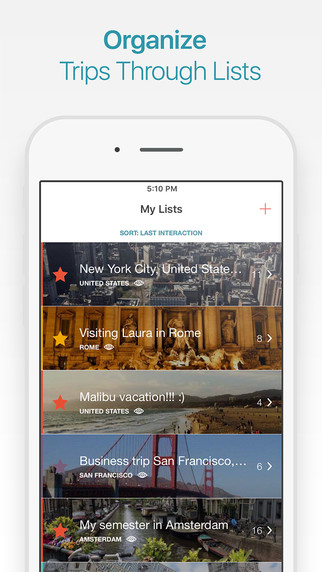 Organize
Trips Through Lists
5:10 PM
My Lists
SORT: LAST INTERACTION
New York City, United State... 11
UNITED STATES
Visiting Laura in Rome 8
ROME
Malibu vacation!!! :) 4
UNITED STATES
Business trip San Francisco,... 6
SAN FRANCISCO
My semester in Amsterdam 16
AMSTERDAM